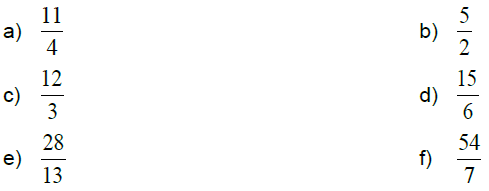 a) 11/4 b) 5/2
c) 12/3 d) 15/6
e) 28/13 f) 54/7